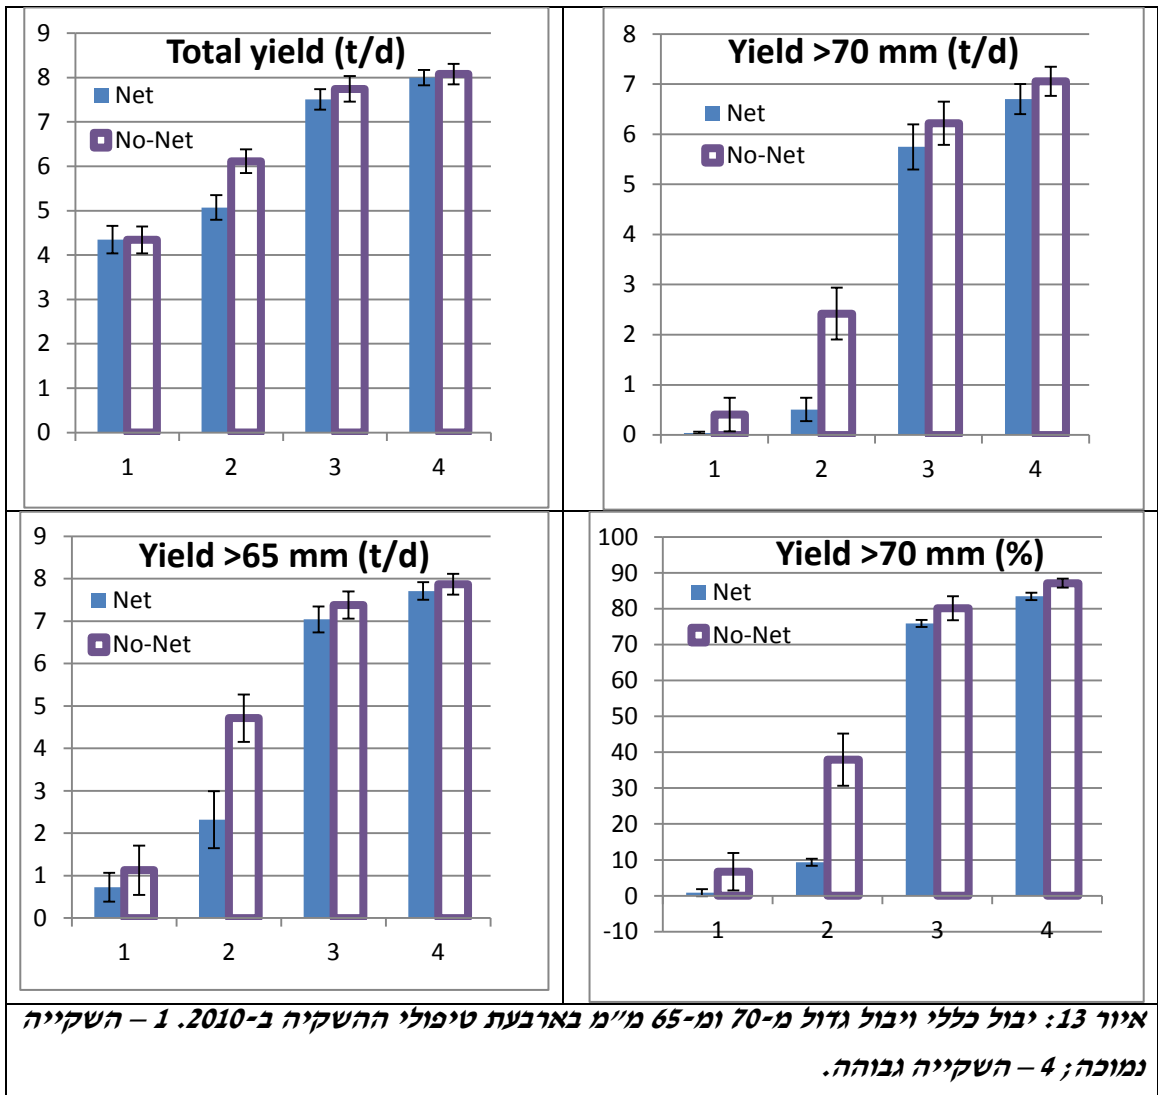 Total yield (t/d)
9
8
7
6
5
4
3
2
1
0
Net
No-Net
1 2 3 4
Yield >70 mm (t/d)
8
7
6
5
4
3
2
1
0
Net
No-Net
1 2 3 4
Yield >65 mm (t/d)
9
8
7
6
5
4
3
2
1
0
Net
No-Net
1 2 3 4
Yield >70 mm (%)
100
90
80
70
60
50
40
30
20
10
0
-10
Net
No-Net
1 2 3 4
איור 13: יבול כללי ויבול גדול מ-70 ומ-65 מ"מ בארבעת טיפולי ההשקיה ב-2010. 1 – השקייה
נמוכה; 4 – השקייה גבוהה.